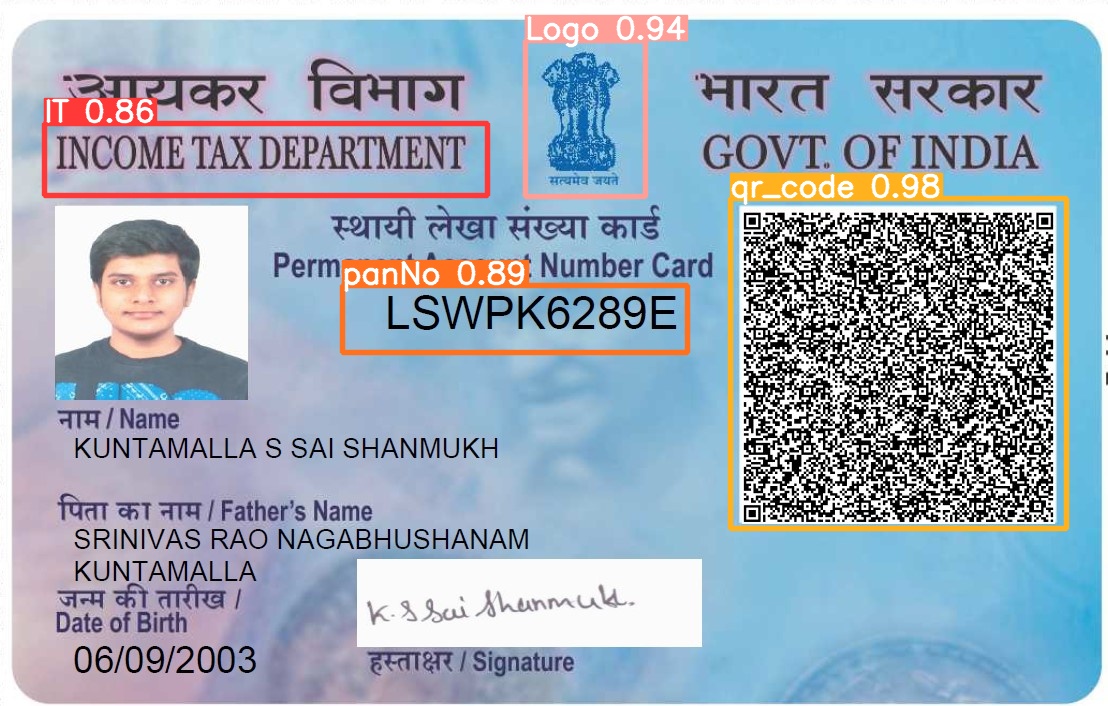 Logo 0.94
आयकर विभाग
भारत सरकार
IT 0.86
INCOME TAX DEPARTMENT
GOVT. OF INDIA
सत्यमेव जयते
qr_code 0.98
स्थायी लेखा संख्या कार्ड
Number Card
panNo 0.89
LSWPK6289E
नाम / Name
KUNTAMALLA S SAI SHANMUKH
पिता का नाम / Father's Name
SRINIVAS RAO NAGABHUSHANAM
KUNTAMALLA
जन्म की तारीख /
Date of Birth
06/09/2003
K.S Sai Shanmukh.
हस्ताक्षर / Signature